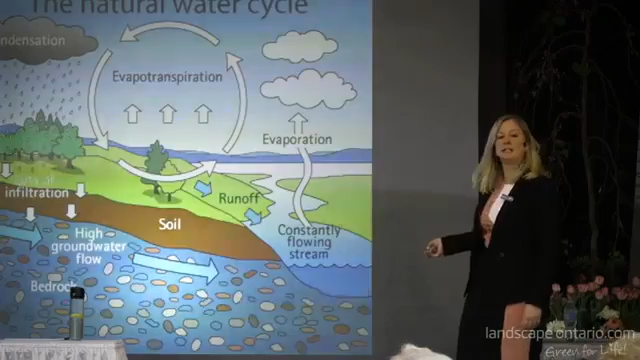 The natural water cycle
ndensation
Evapotranspiration
Evaporation
infiltration
Runoff
Soil
High
groundwater
flow
Constantly
flowing
stream
Bedrock
landscapeontario.com
Green for Life!